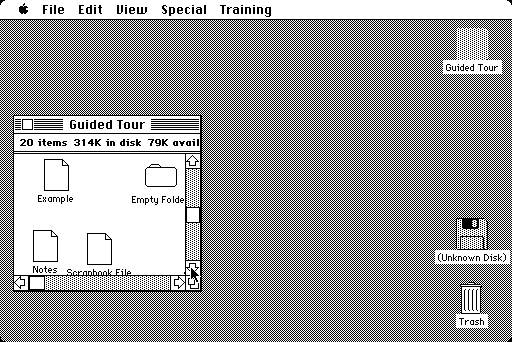 File Edit View Special Training
Guided Tour
Guided Tour
20 items 314K in disk 79K avail
Example
Empty Folde
Notes
Scrapbook File
(Unknown Disk)
Trash